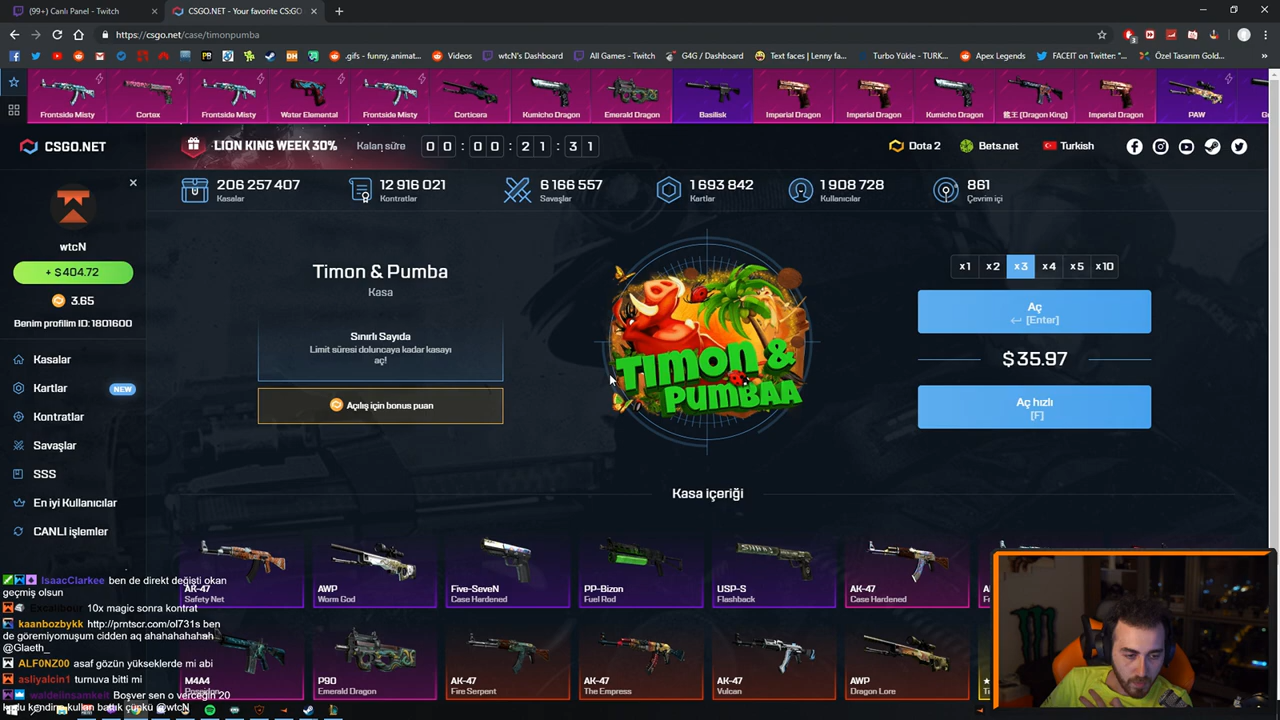 (99+) Canlı Panel - Twitch
CSGO.NET - Your favorite CS:GO
https://csgo.net/case/timonpumba
.gifs - funny, animat...
Videos
wtcN's Dashboard
All Games - Twitch
G4G / Dashboard
Text faces | Lenny fa...
Turbo Yükle - TURK...
Apex Legends
FACEIT on Twitter: "...
Özel Tasarım Gold...
Frontside Misty
Cortex
Frontside Misty
Water Elemental
Frontside Misty
Corticera
Kumicho Dragon
Emerald Dragon
Basilisk
Imperial Dragon
Imperial Dragon
Kumicho Dragon
龍王 (Dragon King)
Imperial Dragon
PAW
CSGO.NET
LION KING WEEK 30%
Kalan süre
0 0 : 0 0 : 2 1 : 3 1
Dota 2
Bets.net
Turkish
206 257 407
Kasalar
12 916 021
Kontratlar
6 166 557
Savaşlar
1 693 842
Kartlar
1 908 728
Kullanıcılar
861
Çevrim içi
wtcN
+ $404.72
3.65
Benim profilim ID: 1801600
Kasalar
Kartlar
NEW
Kontratlar
Savaşlar
SSS
En iyi Kullanıcılar
CANLI işlemler
Timon & Pumba
Kasa
Sınırlı Sayıda
Limit süresi doluncaya kadar kasayı
aç!
Açılış için bonus puan
TIMON &
PUMBAA
x1
x2
x3
x4
x5
x10
Aç
[Enter]
$35.97
Aç hızlı
[F]
Kasa içeriği
AK-47
Safety Net
AWP
Worm God
Five-SeveN
Case Hardened
PP-Bizon
Fuel Rod
USP-S
Flashback
AK-47
Case Hardened
M4A4
Poseidon
P90
Emerald Dragon
AK-47
Fire Serpent
AK-47
The Empress
AK-47
Vulcan
AWP
Dragon Lore
IsaacClarkee ben de direkt değişti okan
geçmiş olsun
Excalibour 10x magic sonra kontrat
kaanbozbykk http://prntscr.com/ol731s ben
de göremiyomuşum cidden aq ahahahahahah
@Glaeth_
ALF0NZ00 asaf gözün yükseklerde mi abi
asliyalcin1 turnuva bitti mi
waldeiinsamkeit Boşver sen o verceğin 20